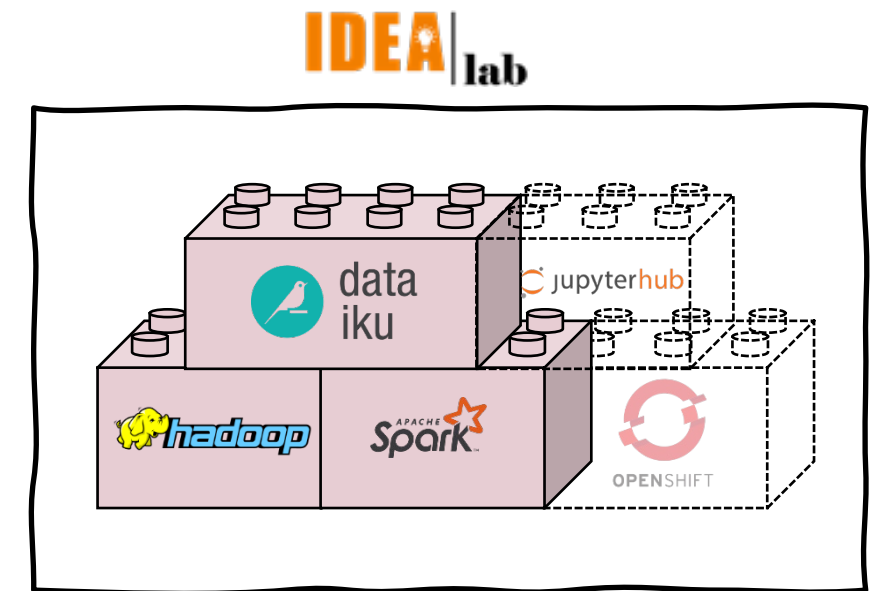 IDEA lab
data
iku
jupyterhub
hadoop
APACHE
Spark
OPENSHIFT